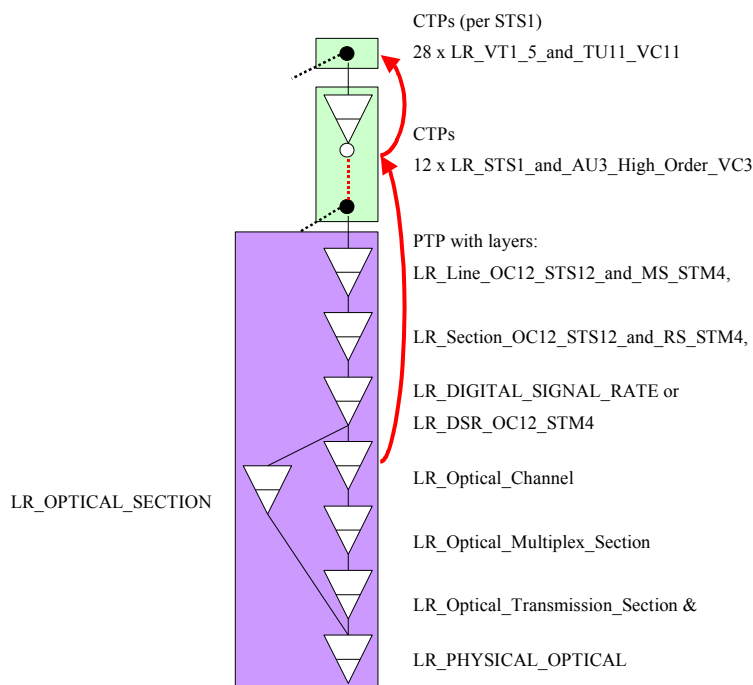 CTPs (per STS1)
28 x LR_VT1_5_and_TU11_VC11
CTPs
12 x LR_STS1_and_AU3_High_Order_VC3
PTP with layers:
LR_Line_OC12_STS12_and_MS_STM4,
LR_Section_OC12_STS12_and_RS_STM4,
LR_DIGITAL_SIGNAL_RATE or
LR_DSR_OC12_STM4
LR_Optical_Channel
LR_OPTICAL_SECTION
LR_Optical_Multiplex_Section
LR_Optical_Transmission_Section &
LR_PHYSICAL_OPTICAL